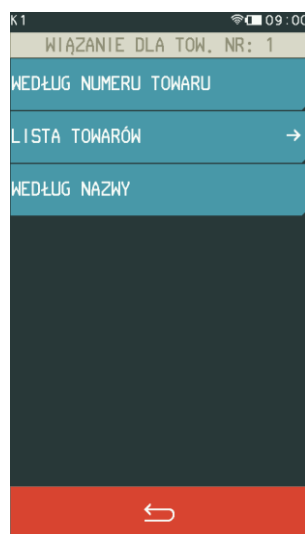 K1 09:00
WIĄZANIE DLA TOW. NR: 1
WEDŁUG NUMERU TOWARU
LISTA TOWARÓW
WEDŁUG NAZWY